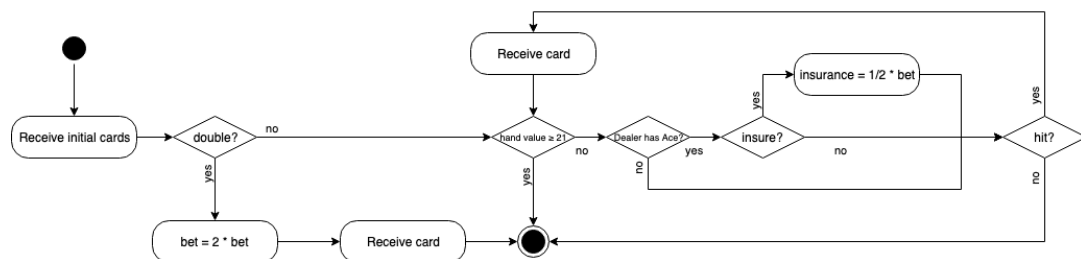 Receive card
insurance = 1/2 * bet
Receive initial cards
double?
no
hand value ≥ 21
no
Dealer has Ace?
yes
insure?
yes
no
hit?
yes
yes
yes
no
no
bet = 2 * bet
Receive card